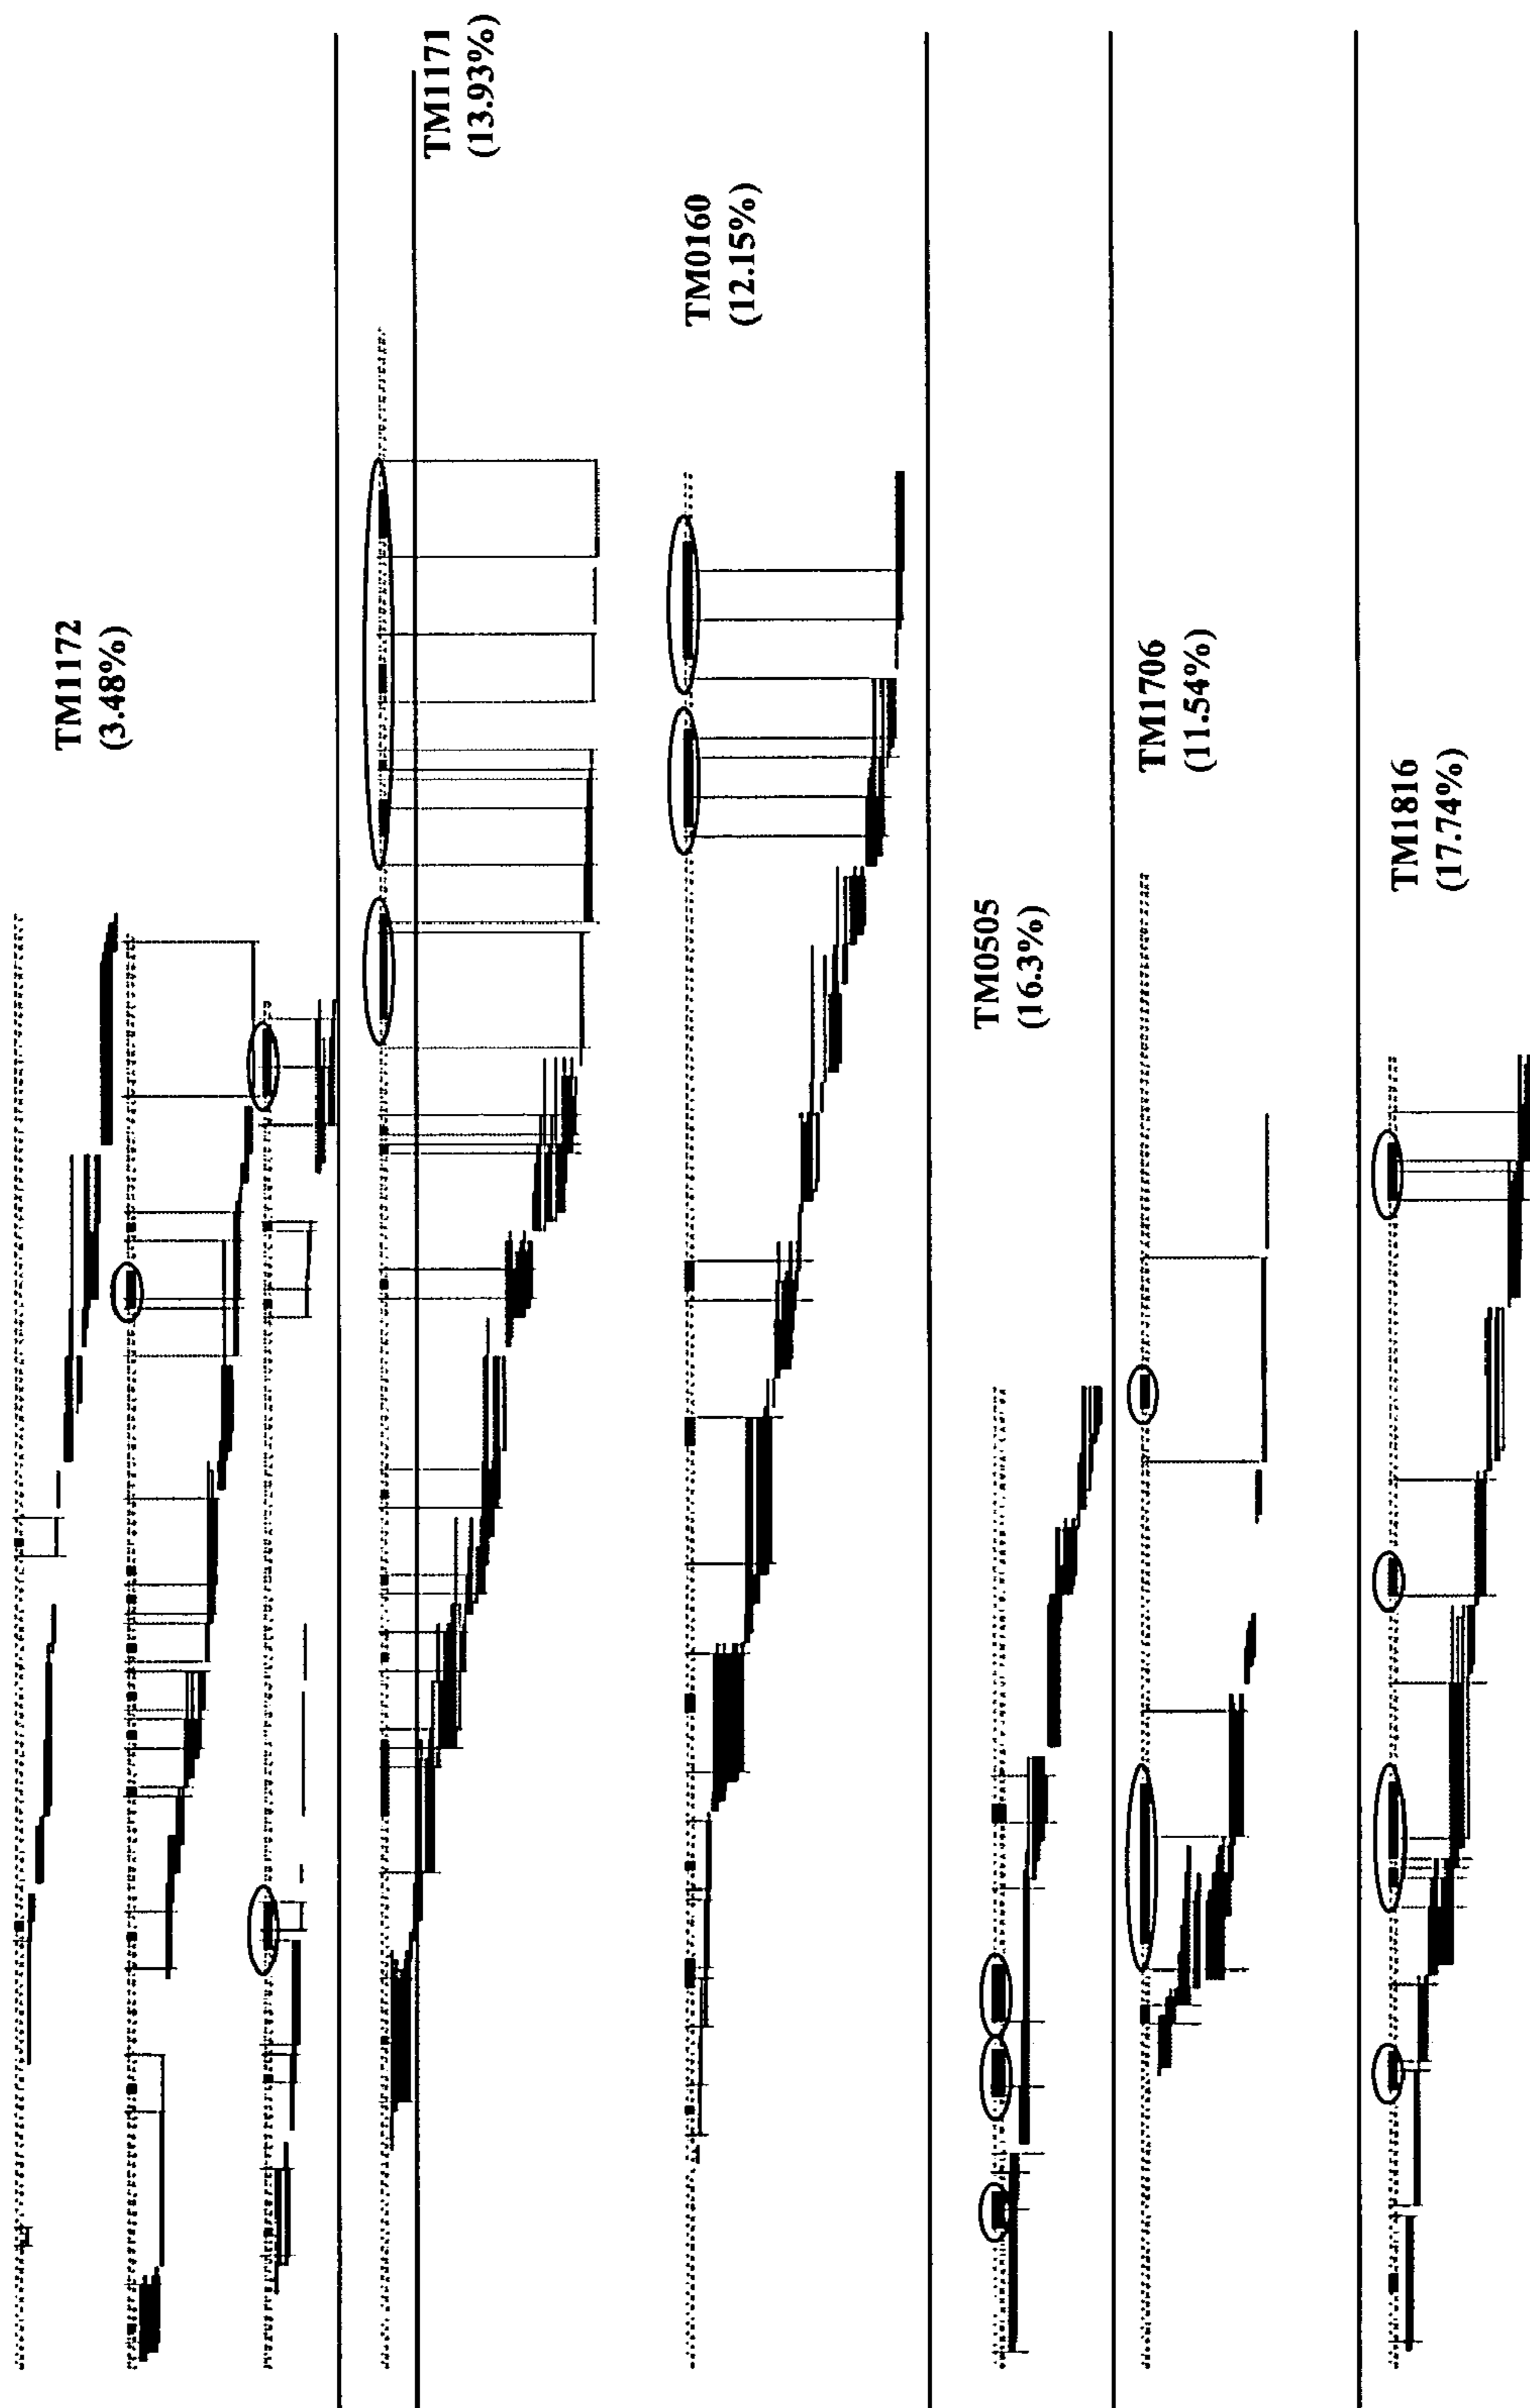 TM1172
(3.48%)
TM1171
(13.93%)
TM0160
(12.15%)
TM0505
(16.3%)
TM1706
(11.54%)
TM1816
(17.74%)